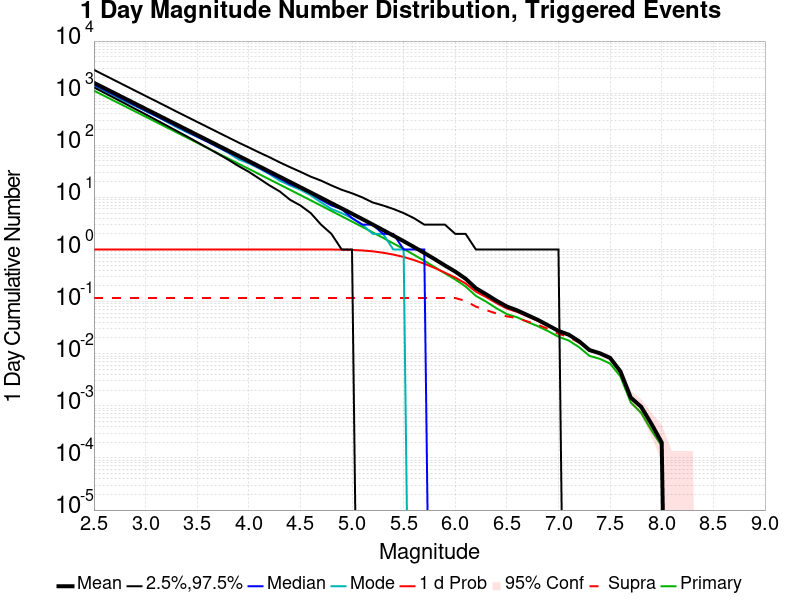 1 Day Magnitude Number Distribution, Triggered Events
10^4
10^3
10^2
10^1
10^0
10^-1
10^-2
10^-3
10^-4
10^-5
1 Day Cumulative Number
2.5 3.0 3.5 4.0 4.5 5.0 5.5 6.0 6.5 7.0 7.5 8.0 8.5 9.0
Magnitude
Mean 2.5%,97.5% Median Mode 1 d Prob 95% Conf Supra Primary